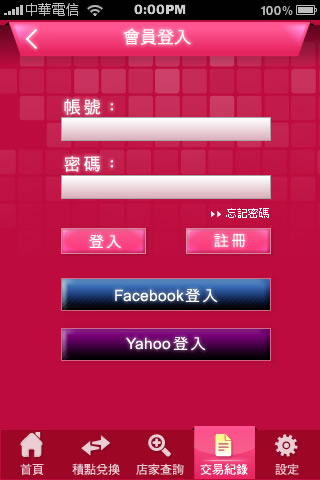 中華電信 0:00PM 100%
會員登入
帳號：
密碼：
忘記密碼
登入 註冊
Facebook登入
Yahoo登入
首頁 積點兌換 店家查詢 交易紀錄 設定